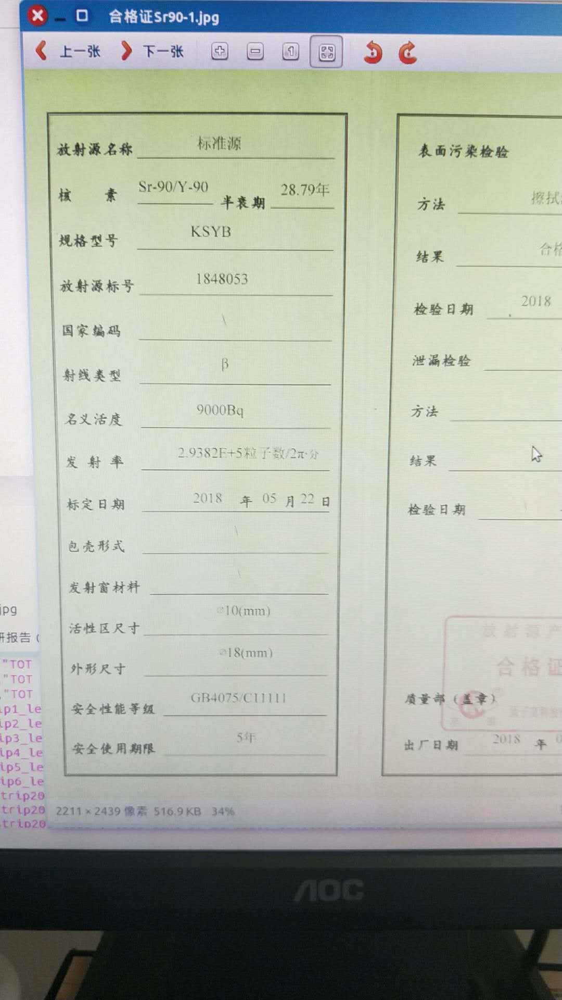 合格证Sr90-1.jpg
上一张 下一张
放射源名称 标准源
核 素 Sr-90/Y-90 半衰期 28.79年
规格型号 KSYB
放射源标号 1848053
国家编码 \
射线类型 β
名义活度 9000Bq
发 射 率 2.9382E+5粒子数/2π·分
标定日期 2018 年 05 月 22 日
包壳形式 \
发射窗材料 \
活性区尺寸 ⌀10(mm)
外形尺寸 ⌀18(mm)
安全性能等级 GB4075/C11111
安全使用期限 5年
表面污染检验
方法 擦拭
结果 合格
检验日期 2018
泄漏检验
方法
结果
检验日期 \
放射源产
合格证
质量部（盖章）
出厂日期 2018 年 0
jpg
研报告 (
"TOT
"TOT
"TOT
ip1_le
ip2_le
ip3_le
ip4_le
ip5_le
ip6_le
trip20
trip20
strip20
2211 × 2439 像素 516.9 KB 34%
AOC